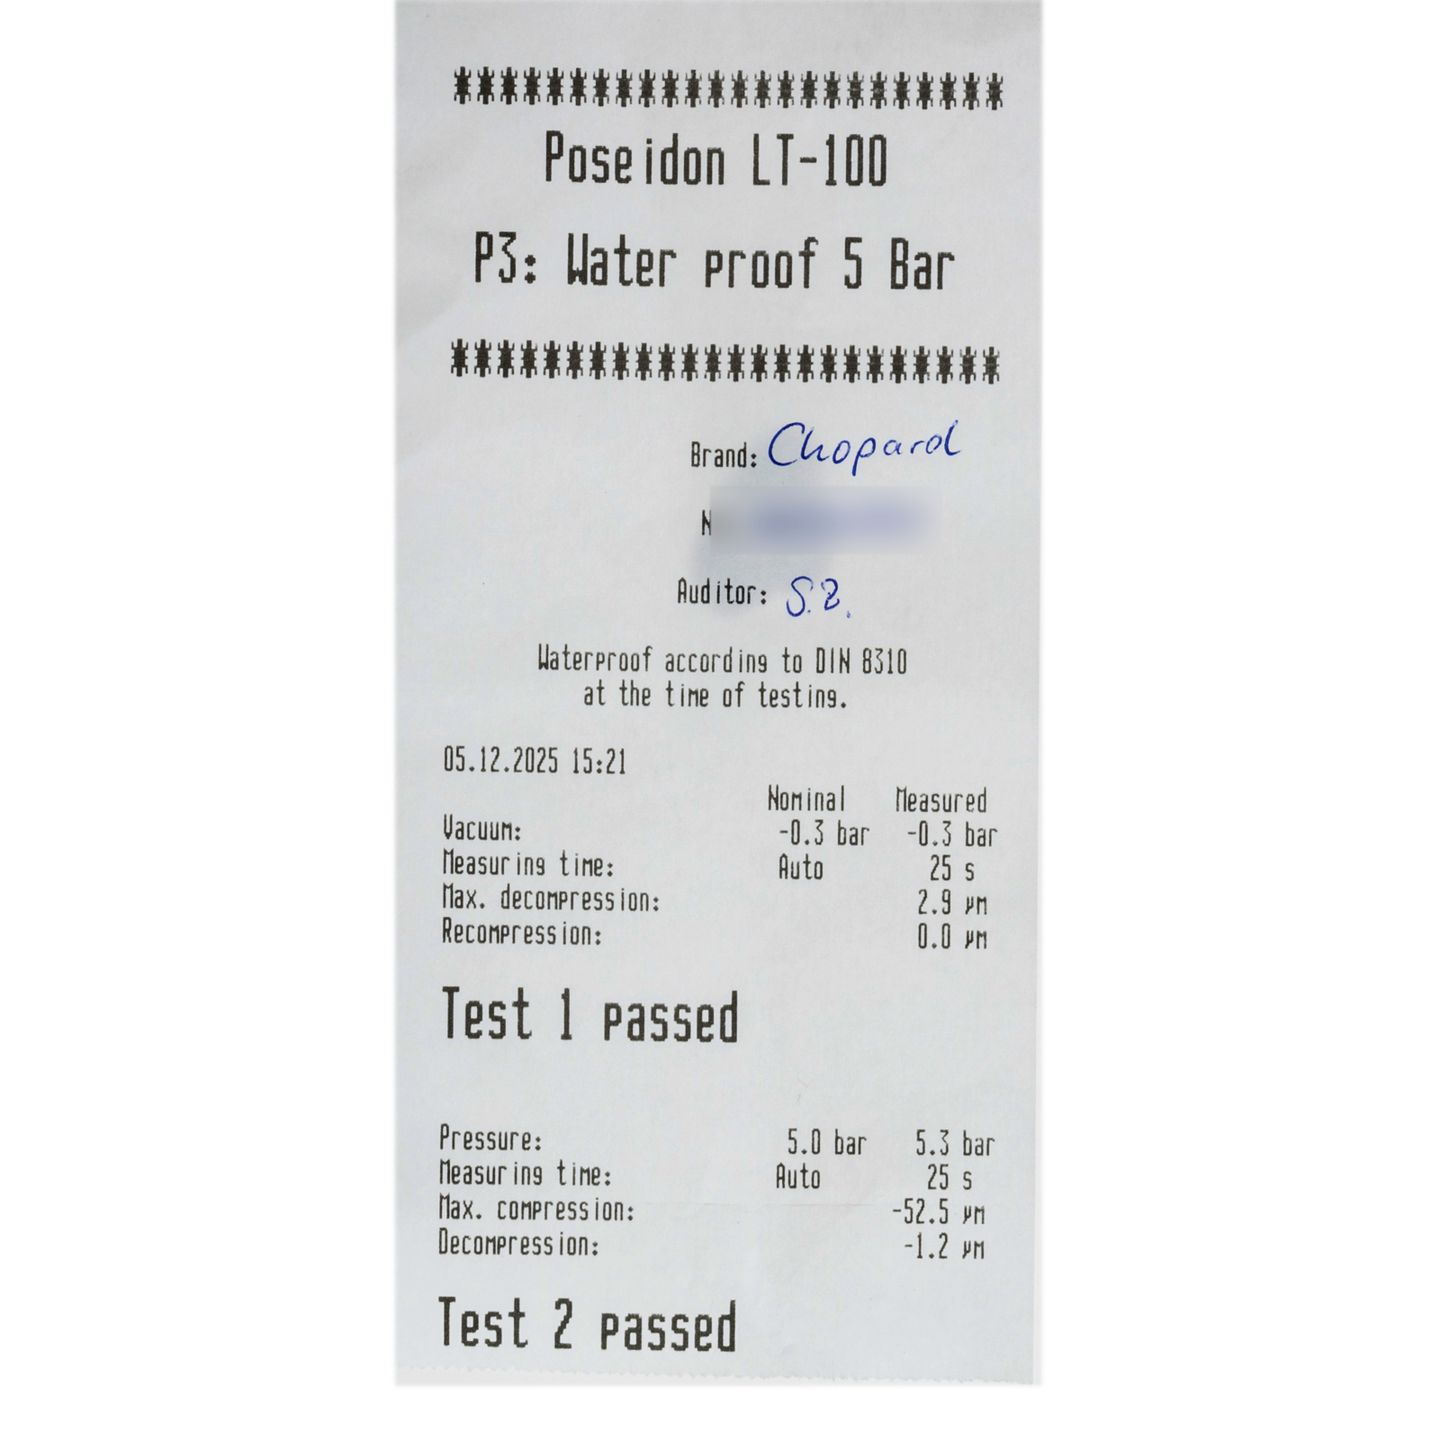 Poseidon LT-100
P3: Water proof 5 Bar
Brand: Chopard
Auditor: S.Z.
Waterproof according to DIN 8310
at the time of testing.
05.12.2025 15:21
Nominal Measured
Vacuum: -0.3 bar -0.3 bar
Measuring time: Auto 25 s
Max. decompression: 2.9 µm
Recompression: 0.0 µm
Test 1 passed
Pressure: 5.0 bar 5.3 bar
Measuring time: Auto 25 s
Max. compression: -52.5 µm
Decompression: -1.2 µm
Test 2 passed